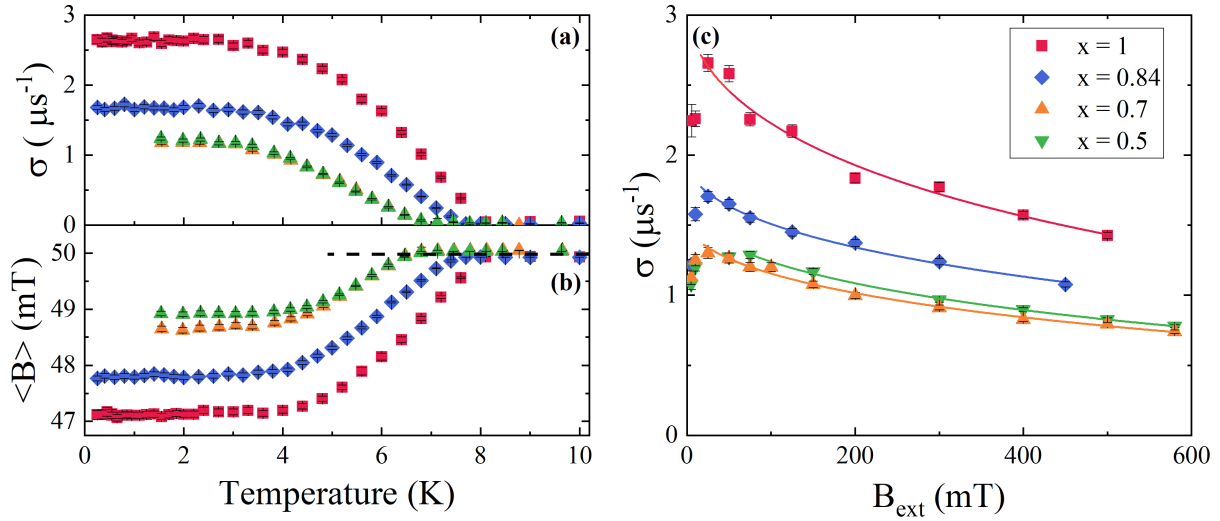 3
2
1
0
σ ( μs⁻¹)
(a)
50
49
48
47
<B> (mT)
(b)
0 2 4 6 8 10
Temperature (K)
3
2
1
0
σ (μs⁻¹)
(c)
x = 1
x = 0.84
x = 0.7
x = 0.5
0 200 400 600
B_ext (mT)